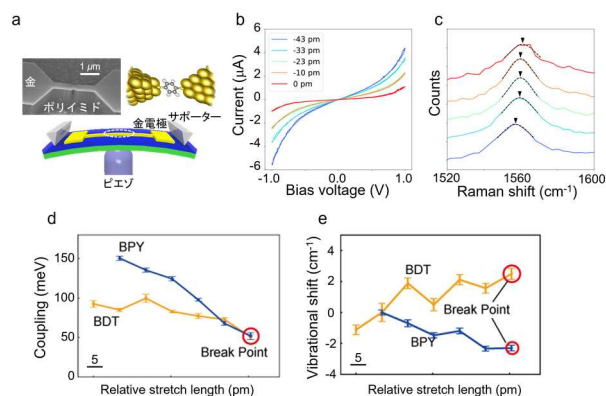 a
1 μm
金
ポリイミド
金電極
サポーター
ピエゾ
b
Current (μA)
6
4
2
0
-2
-4
-6
-43 pm
-33 pm
-23 pm
-10 pm
0 pm
-1.0
0.0
1.0
Bias voltage (V)
c
Counts
1520
1560
1600
Raman shift (cm-1)
d
Coupling (meV)
150
100
50
0
BPY
BDT
Break Point
5
Relative stretch length (pm)
e
Vibrational shift (cm-1)
4
2
0
-2
-4
BDT
Break Point
BPY
5
Relative stretch length (pm)